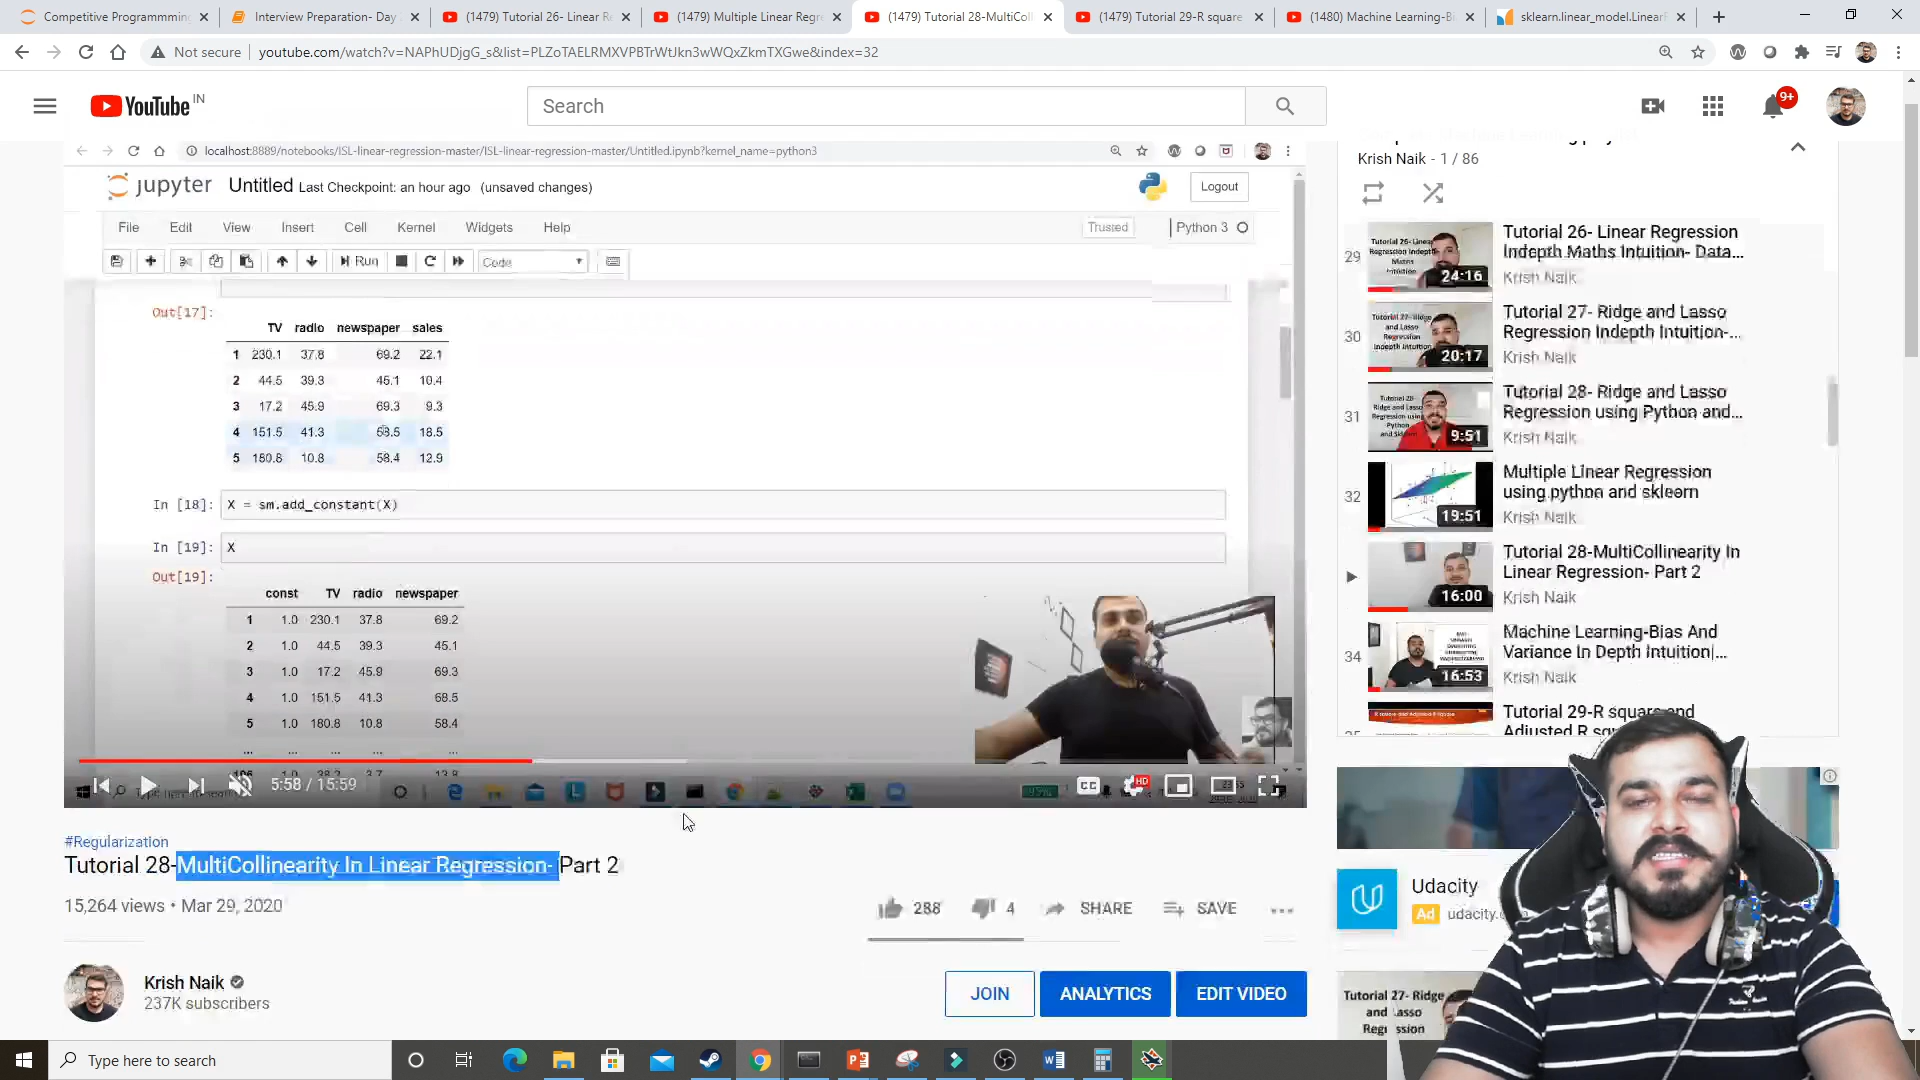 Competitive Programmin
Interview Preparation- Day
(1479) Tutorial 26- Linear R
(1479) Multiple Linear Regre
(1479) Tutorial 28-MultiColl
(1479) Tutorial 29-R square
(1480) Machine Learning-Bi
sklearn.linear_model.Linear
Not secure
youtube.com/watch?v=NAPhUDjgG_s&list=PLZoTAELRMXVPBTrWtJkn3wWQxZkmTXGwe&index=32
YouTube IN
Search
9+
localhost:8889/notebooks/ISL-linear-regression-master/ISL-linear-regression-master/Untitled.ipynb?kernel_name=python3
jupyter Untitled Last Checkpoint: an hour ago (unsaved changes)
Logout
File Edit View Insert Cell Kernel Widgets Help
Trusted
Python 3
Run
Code
Out[17]:
TV radio newspaper sales
1 230.1 37.8 69.2 22.1
2 44.5 39.3 45.1 10.4
3 17.2 45.9 69.3 9.3
4 151.5 41.3 58.5 18.5
5 180.8 10.8 58.4 12.9
In [18]: X = sm.add_constant(X)
In [19]: X
Out[19]:
const TV radio newspaper
1 1.0 230.1 37.8 69.2
2 1.0 44.5 39.3 45.1
3 1.0 17.2 45.9 69.3
4 1.0 151.5 41.3 58.5
5 1.0 180.8 10.8 58.4
... ... ... ... ...
5:58 / 15:59
CC
HD
#Regularization
Tutorial 28-MultiCollinearity In Linear Regression- Part 2
15,264 views • Mar 29, 2020
288
4
SHARE
SAVE
Krish Naik
237K subscribers
JOIN
ANALYTICS
EDIT VIDEO
Krish Naik - 1 / 86
29
24:16
Tutorial 26- Linear Regression
Indepth Maths Intuition- Data...
Krish Naik
30
20:17
Tutorial 27- Ridge and Lasso
Regression Indepth Intuition-...
Krish Naik
31
9:51
Tutorial 28- Ridge and Lasso
Regression using Python and...
Krish Naik
32
19:51
Multiple Linear Regression
using python and sklearn
Krish Naik
16:00
Tutorial 28-MultiCollinearity In
Linear Regression- Part 2
Krish Naik
34
16:53
Machine Learning-Bias And
Variance In Depth Intuition|...
Krish Naik
Tutorial 29-R square and
Adjusted R
Udacity
Ad
Tutorial 27- Ridge
and Lasso
Regression
Type here to search